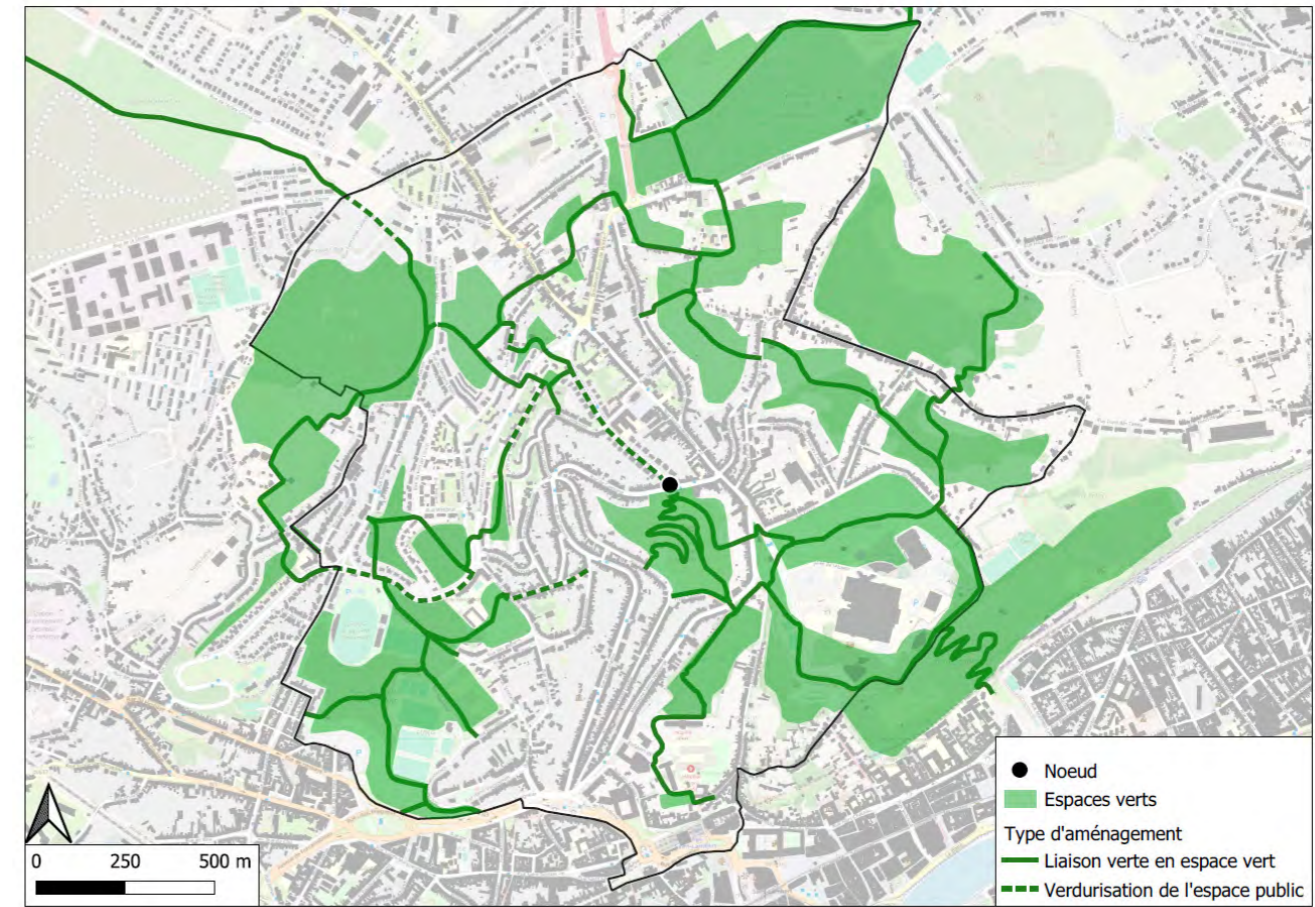 Noeud
Espaces verts
Type d'aménagement
Liaison verte en espace vert
Verdurisation de l'espace public
0 250 500 m